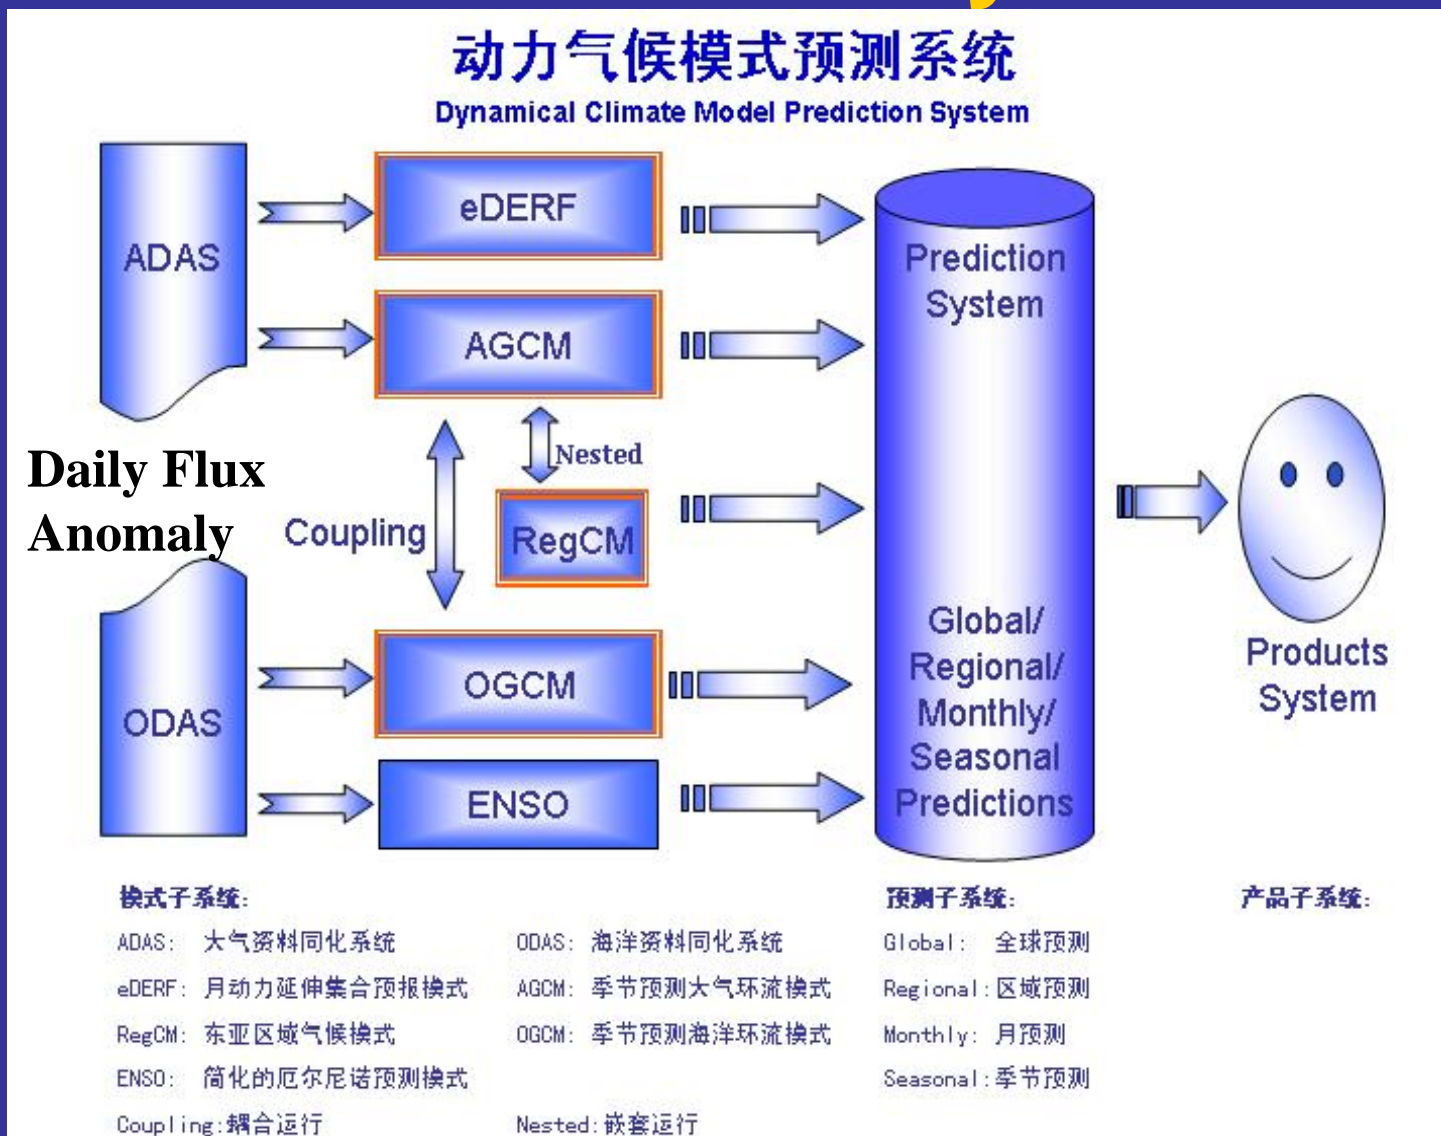 动力气候模式预测系统
Dynamical Climate Model Prediction System
ADAS
eDERF
AGCM
Prediction
System
Nested
Daily Flux
Anomaly
Coupling
RegCM
ODAS
OGCM
ENSO
Global/
Regional/
Monthly/
Seasonal
Predictions
Products
System
模式子系统:
预测子系统:
产品子系统:
ADAS: 大气资料同化系统
ODAS: 海洋资料同化系统
Global: 全球预测
eDERF: 月动力延伸集合预报模式
AGCM: 季节预测大气环流模式
Regional:区域预测
RegCM: 东亚区域气候模式
OGCM: 季节预测海洋环流模式
Monthly: 月预测
ENSO: 简化的厄尔尼诺预测模式
Seasonal:季节预测
Coupling:耦合运行
Nested:嵌套运行